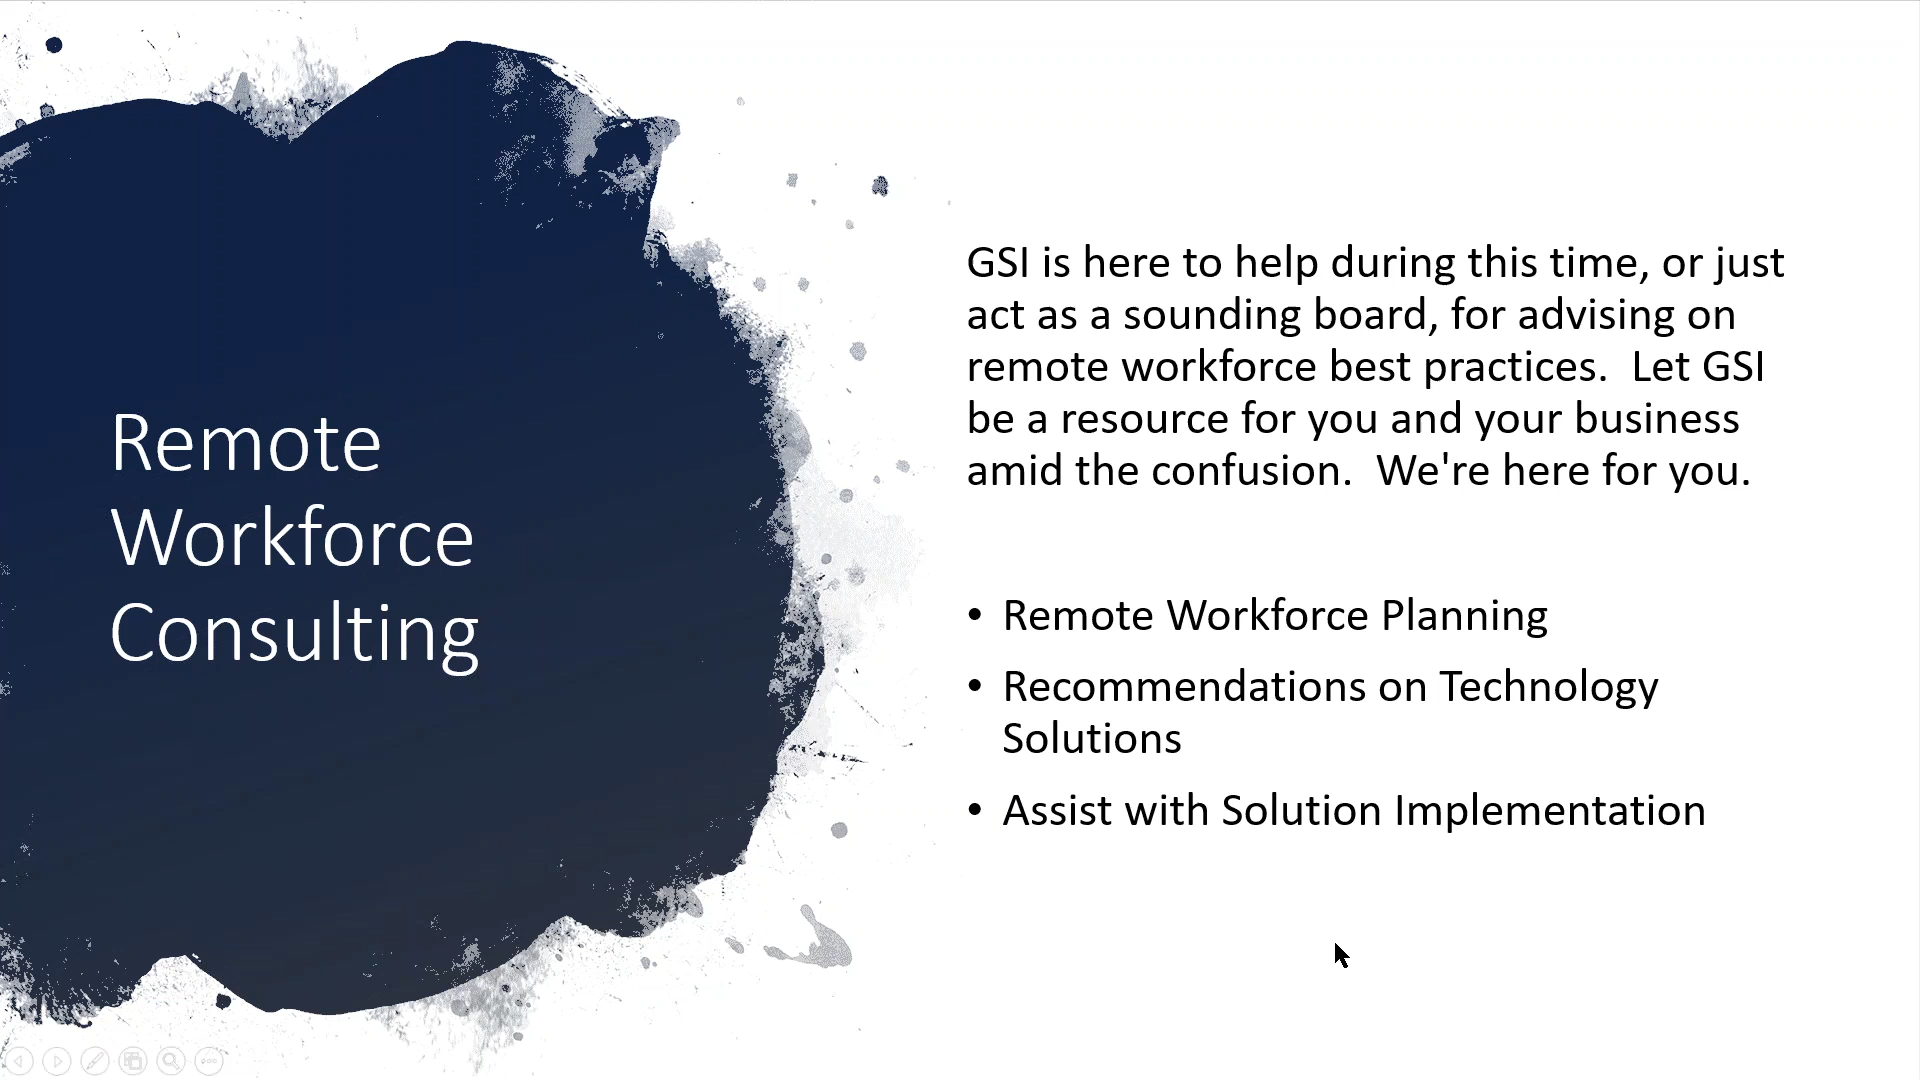 Remote
Workforce
Consulting
GSI is here to help during this time, or just
act as a sounding board, for advising on
remote workforce best practices.  Let GSI
be a resource for you and your business
amid the confusion.  We're here for you.
• Remote Workforce Planning
• Recommendations on Technology
Solutions
• Assist with Solution Implementation